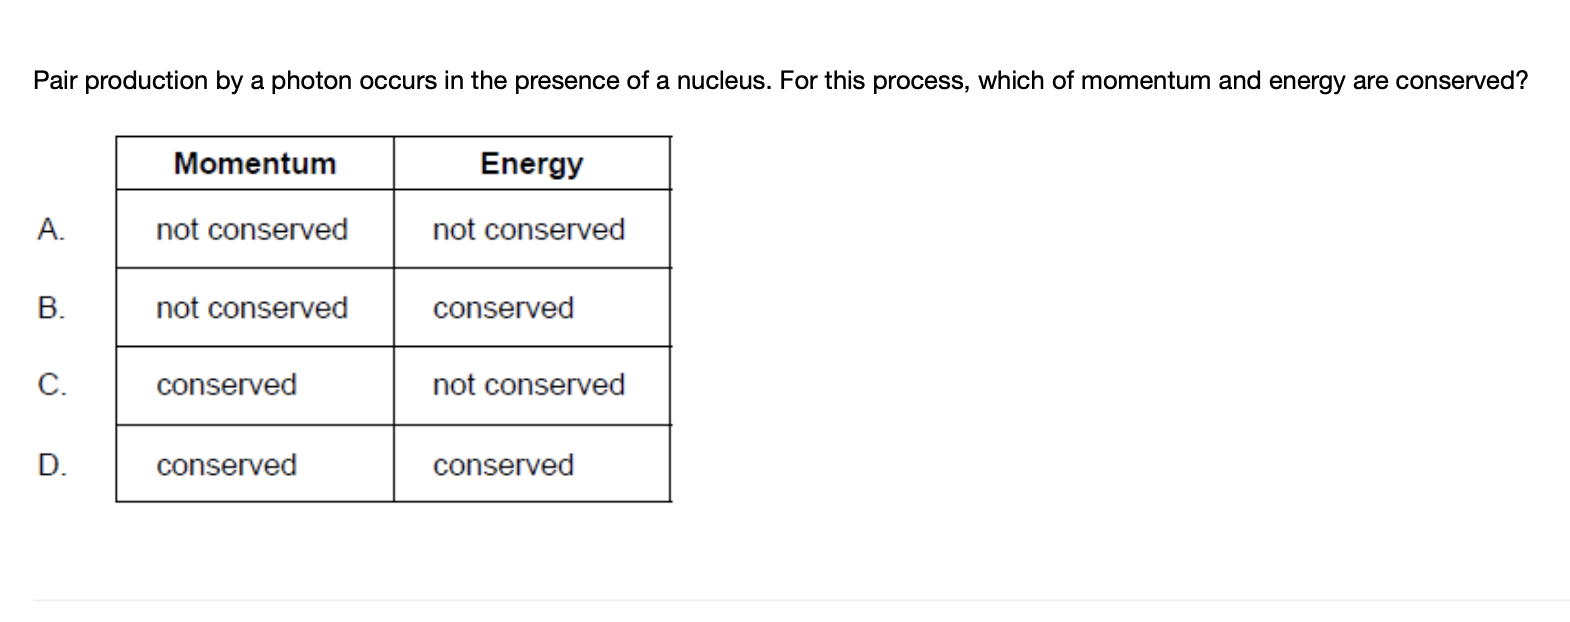 Pair production by a photon occurs in the presence of a nucleus. For this process, which of momentum and energy are conserved?
Momentum Energy
A. not conserved not conserved
B. not conserved conserved
C. conserved not conserved
D. conserved conserved